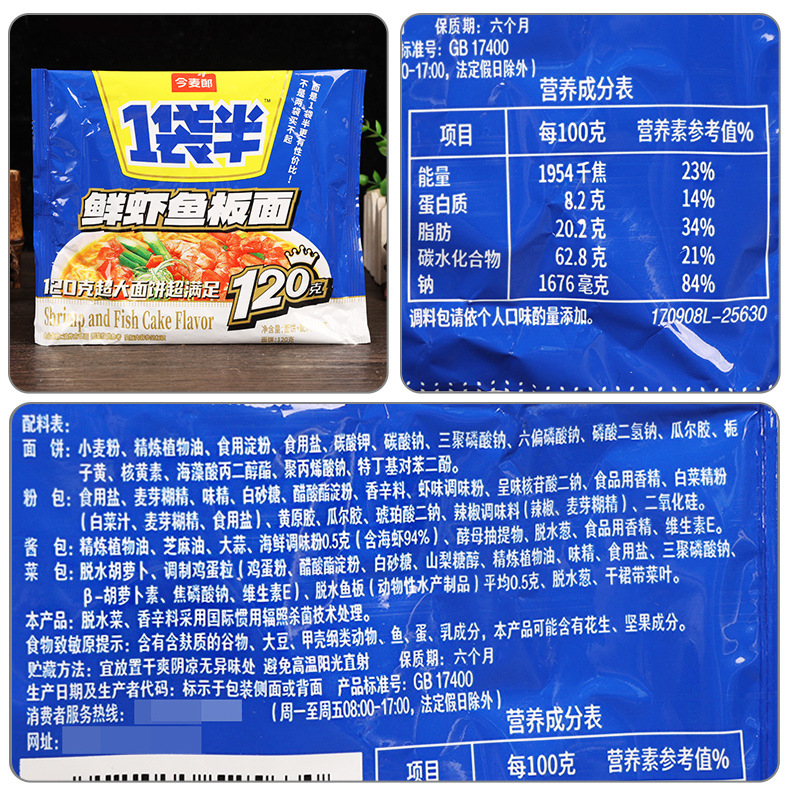 今麦郎
1袋半
TM
而是1袋半更有性价比！
不是两袋买不起
鲜虾鱼板面
120克超大面饼超满足
120克
Shrimp and Fish Cake Flavor
净含量：
面饼：120克
保质期：六个月
标准号：GB 17400
0-17:00，法定假日除外）
营养成分表
项目 每100克 营养素参考值%
能量 1954千焦 23%
蛋白质 8.2克 14%
脂肪 20.2克 34%
碳水化合物 62.8克 21%
钠 1676毫克 84%
调料包请依个人口味酌量添加。 170908L-25630
配料表：
面 饼：小麦粉、精炼植物油、食用淀粉、食用盐、碳酸钾、碳酸钠、三聚磷酸钠、六偏磷酸钠、磷酸二氢钠、瓜尔胶、栀
子黄、核黄素、海藻酸丙二醇酯、聚丙烯酸钠、特丁基对苯二酚。
粉 包：食用盐、麦芽糊精、味精、白砂糖、醋酸酯淀粉、香辛料、虾味调味粉、呈味核苷酸二钠、食品用香精、白菜精粉
（白菜汁、麦芽糊精、食用盐）、黄原胶、瓜尔胶、琥珀酸二钠、辣椒调味料（辣椒、麦芽糊精）、二氧化硅。
酱 包：精炼植物油、芝麻油、大蒜、海鲜调味粉0.5克（含海虾94%）、酵母抽提物、脱水葱、食品用香精、维生素E。
菜 包：脱水胡萝卜、调制鸡蛋粒（鸡蛋粉、醋酸酯淀粉、白砂糖、山梨糖醇、精炼植物油、味精、食用盐、三聚磷酸钠、
β-胡萝卜素、焦磷酸钠、维生素E）、脱水鱼板（动物性水产制品）平均0.5克、脱水葱、干裙带菜叶。
本产品：脱水菜、香辛料采用国际惯用辐照杀菌技术处理。
食物致敏原提示：含有含麸质的谷物、大豆、甲壳纲类动物、鱼、蛋、乳成分，本产品可能含有花生、坚果成分。
贮藏方法：宜放置干爽阴凉无异味处 避免高温阳光直射 保质期：六个月
生产日期及生产者代码：标示于包装侧面或背面 产品标准号：GB 17400
消费者服务热线： （周一至周五08:00-17:00，法定假日除外）
网址：
营养成分表
项目 每100克 营养素参考值%